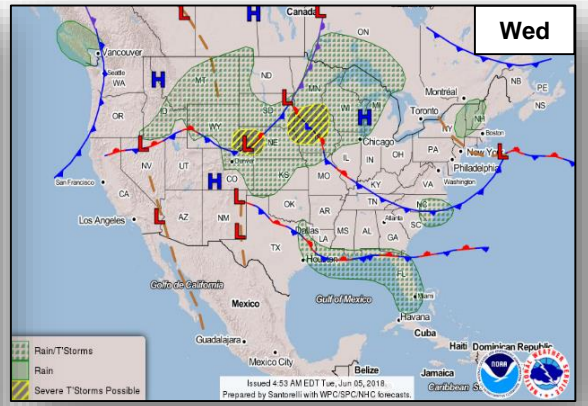 Wed
Canada
ON
Vancouver
Seattle
WA
MT
ND
MN
Montréal
NB
PE
NS
OR
ID
WY
SD
WI
MI
Toronto
NY
NH
Boston
New York
Philadelphia
Chicago
NE
NV
UT
CO
KS
MO
IL
IN
OH
PA
KY
VA
Washington
San Francisco
CA
Los Angeles
AZ
NM
OK
AR
TN
NC
SC
Atlanta
Dallas
TX
LA
MS
AL
GA
Houston
FL
Miami
H
H
H
H
L
L
L
L
L
L
L
L
L
Golfo de California
Gulf of Mexico
Mexico
Havana
Cuba
Guadalajara
Mexico City
Belize
Haiti
Dominican Republic
Jamaica
Caribbean
Rain/T'Storms
Rain
Severe T'Storms Possible
Issued 4:53 AM EDT Tue, Jun 05, 2018.
Prepared by Santorelli with WPC/SPC/NHC forecasts.
NOAA